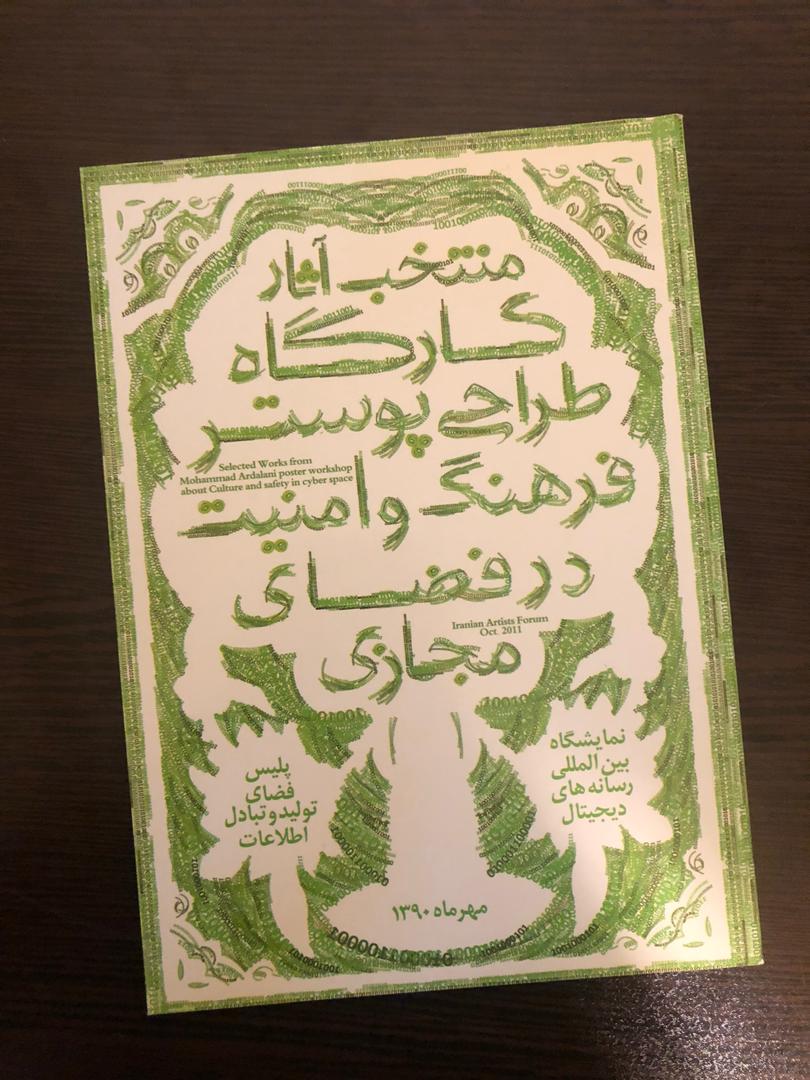 منتخب آثار
کارگاه
طراحی پوستر
Selected Works from
Mohammad Ardalani poster workshop
about Culture and safety in cyber space
فرهنگ و امنیت
در فضای
Iranian Artists Forum
Oct. 2011
مجازی
نمایشگاه
بین المللی
رسانه های
دیجیتال
پلیس
فضای
تولید و تبادل
اطلاعات
مهرماه ۱۳۹۰